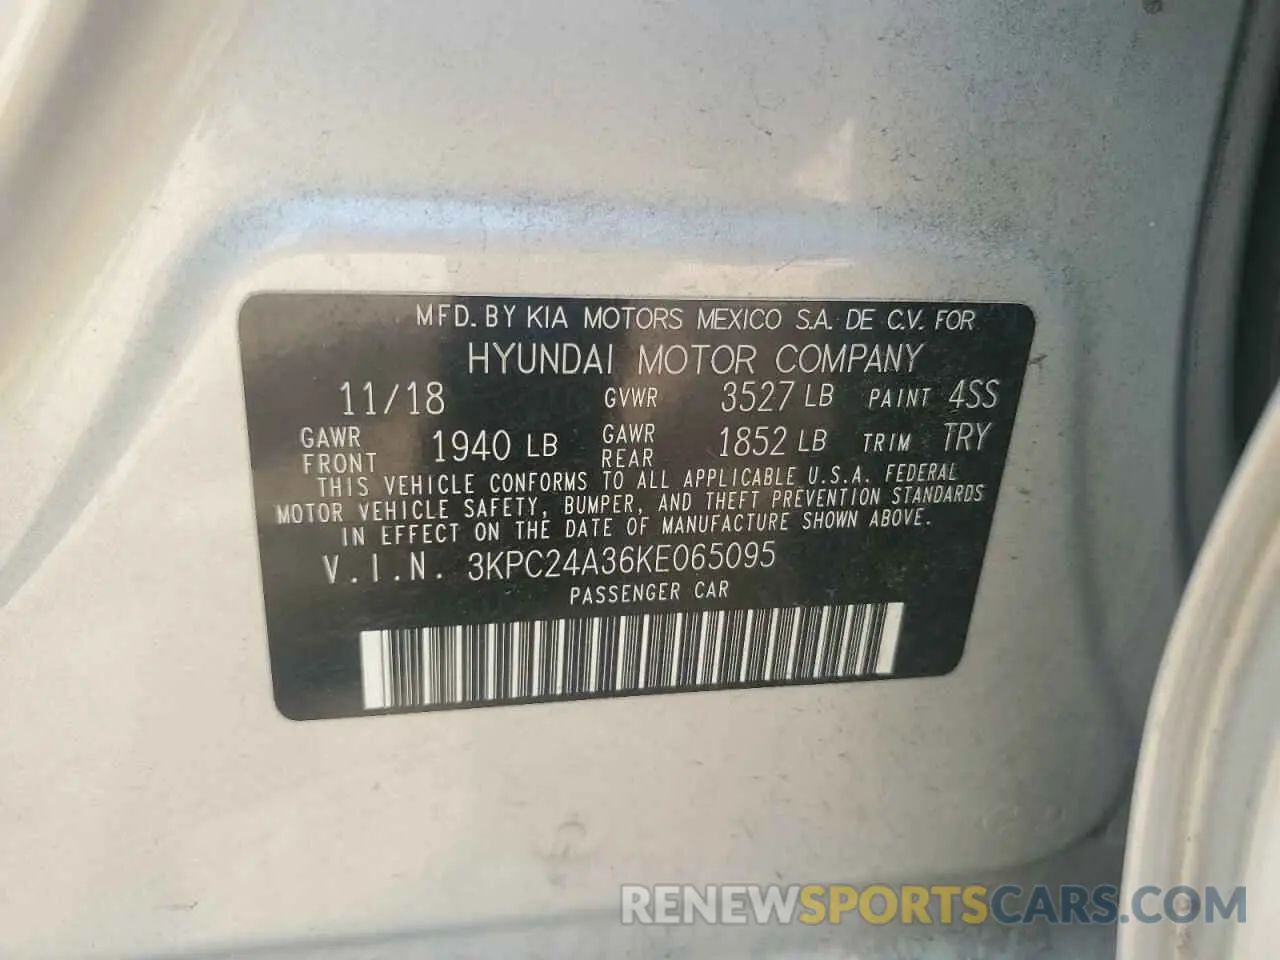 MFD. BY KIA MOTORS MEXICO S.A. DE C.V. FOR
HYUNDAI MOTOR COMPANY
11/18 GVWR 3527 LB PAINT 4SS
GAWR FRONT 1940 LB GAWR REAR 1852 LB TRIM TRY
THIS VEHICLE CONFORMS TO ALL APPLICABLE U.S.A. FEDERAL
MOTOR VEHICLE SAFETY, BUMPER, AND THEFT PREVENTION STANDARDS
IN EFFECT ON THE DATE OF MANUFACTURE SHOWN ABOVE.
V.I.N. 3KPC24A36KE065095
PASSENGER CAR
RENEWSPORTSCARS.COM